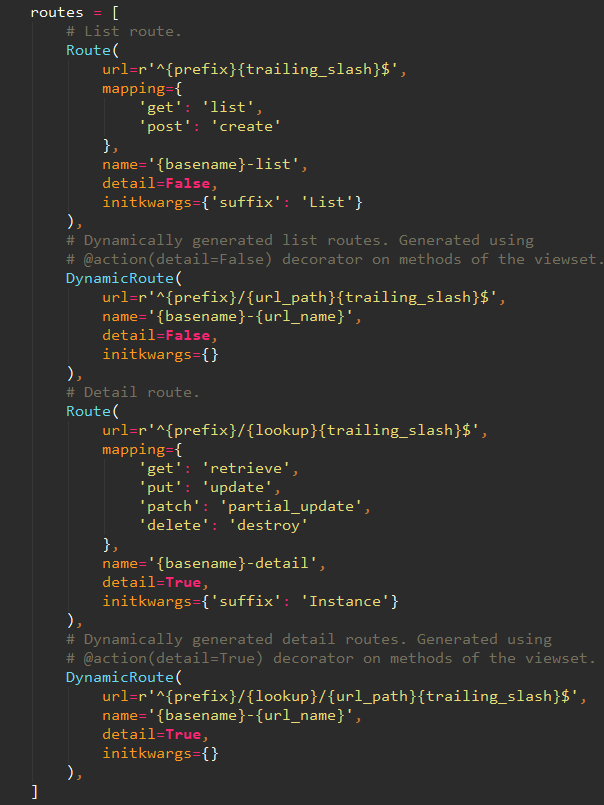 routes = [
    # List route.
    Route(
        url=r'^{prefix}{trailing_slash}$',
        mapping={
            'get': 'list',
            'post': 'create'
        },
        name='{basename}-list',
        detail=False,
        initkwargs={'suffix': 'List'}
    ),
    # Dynamically generated list routes. Generated using
    # @action(detail=False) decorator on methods of the viewset.
    DynamicRoute(
        url=r'^{prefix}/{url_path}{trailing_slash}$',
        name='{basename}-{url_name}',
        detail=False,
        initkwargs={}
    ),
    # Detail route.
    Route(
        url=r'^{prefix}/{lookup}{trailing_slash}$',
        mapping={
            'get': 'retrieve',
            'put': 'update',
            'patch': 'partial_update',
            'delete': 'destroy'
        },
        name='{basename}-detail',
        detail=True,
        initkwargs={'suffix': 'Instance'}
    ),
    # Dynamically generated detail routes. Generated using
    # @action(detail=True) decorator on methods of the viewset.
    DynamicRoute(
        url=r'^{prefix}/{lookup}/{url_path}{trailing_slash}$',
        name='{basename}-{url_name}',
        detail=True,
        initkwargs={}
    ),
]